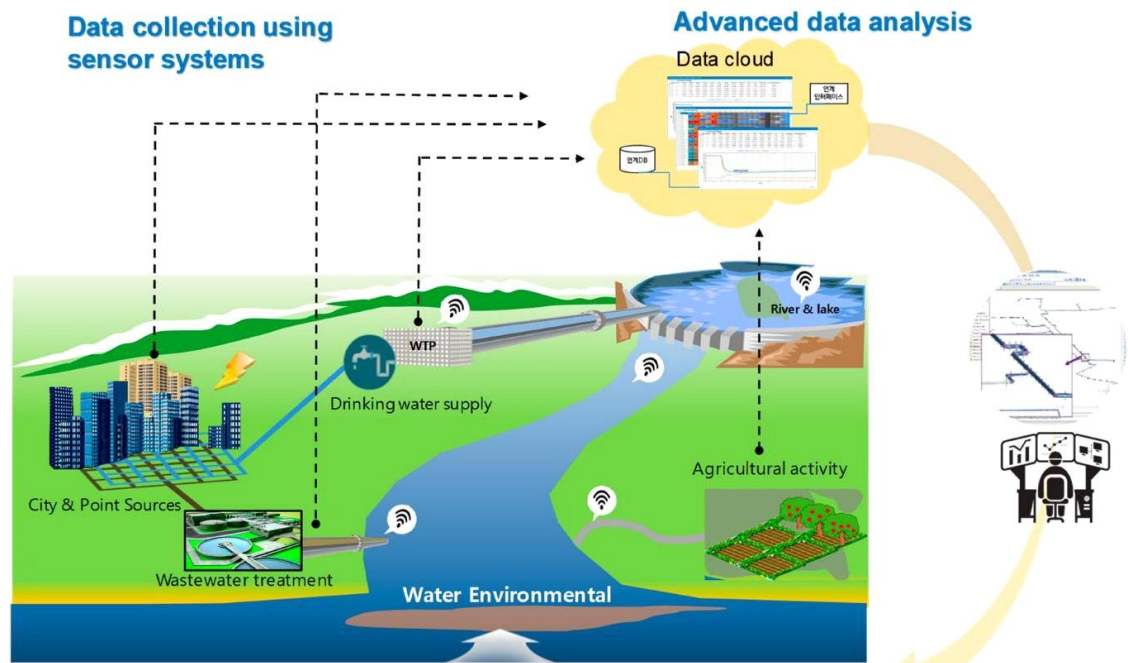 Data collection using
sensor systems
Advanced data analysis
Data cloud
연계
인터페이스
연계DB
River & lake
WTP
Drinking water supply
Agricultural activity
City & Point Sources
Wastewater treatment
Water Environmental